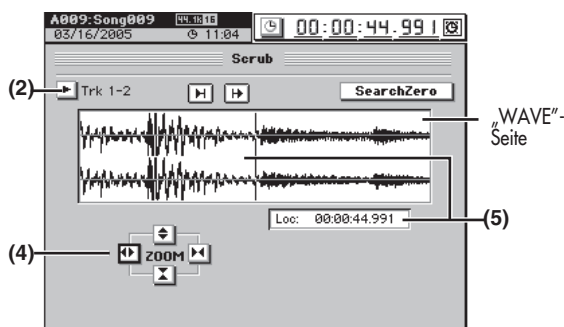 A009:Song009 44.1k 16
03/16/2005 11:04
00:00:44.991
Scrub
(2)
Trk 1-2
SearchZero
„WAVE"-
Seite
Loc: 00:00:44.991
(5)
(4)
ZOOM